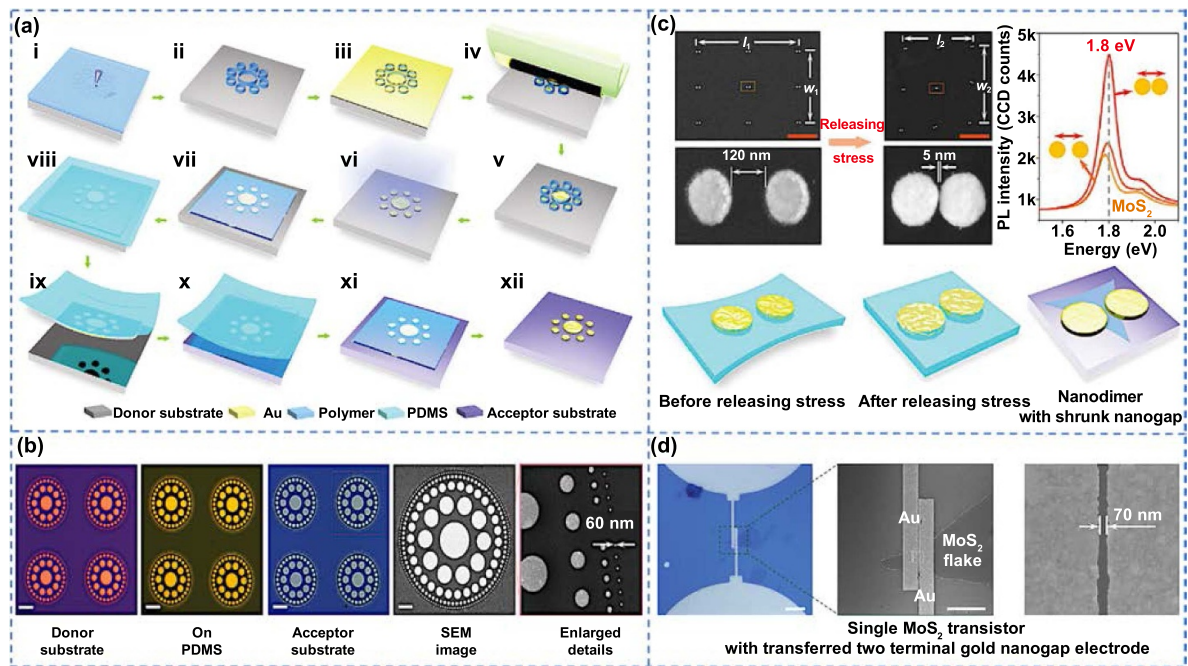 (a)
i
ii
iii
iv
viii
vii
vi
v
ix
x
xi
xii
Donor substrate
Au
Polymer
PDMS
Acceptor substrate
(b)
60 nm
Donor
substrate
On
PDMS
Acceptor
substrate
SEM
image
Enlarged
details
(c)
l1
w1
Releasing
stress
l2
w2
120 nm
5 nm
PL intensity (CCD counts)
5k
4k
3k
2k
1k
1.8 eV
MoS2
1.6
1.8
2.0
Energy (eV)
Before releasing stress
After releasing stress
Nanodimer
with shrunk nanogap
(d)
Au
MoS2
flake
Au
70 nm
Single MoS2 transistor
with transferred two terminal gold nanogap electrode